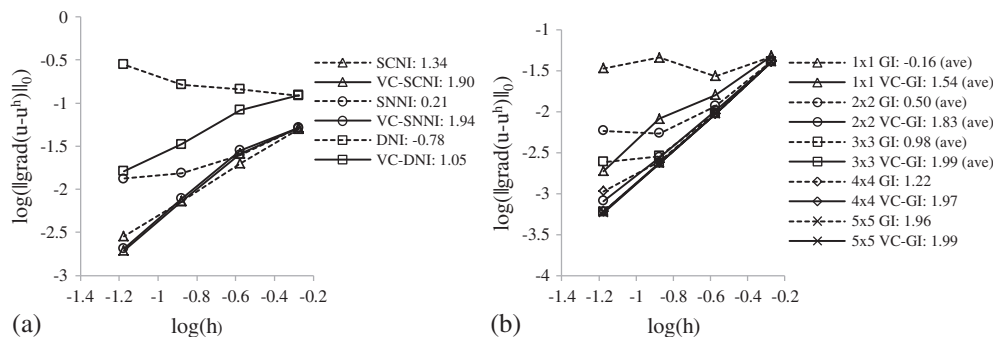 0
-0.5
-1
-1.5
-2
-2.5
-3
-1.4 -1.2 -1 -0.8 -0.6 -0.4 -0.2
log(‖grad(u-uʰ)‖₀)
log(h)
(a)
SCNI: 1.34
VC-SCNI: 1.90
SNNI: 0.21
VC-SNNI: 1.94
DNI: -0.78
VC-DNI: 1.05
-1
-1.5
-2
-2.5
-3
-3.5
-4
-1.4 -1.2 -1 -0.8 -0.6 -0.4 -0.2
log(‖grad(u-uʰ)‖₀)
log(h)
(b)
1x1 GI: -0.16 (ave)
1x1 VC-GI: 1.54 (ave)
2x2 GI: 0.50 (ave)
2x2 VC-GI: 1.83 (ave)
3x3 GI: 0.98 (ave)
3x3 VC-GI: 1.99 (ave)
4x4 GI: 1.22
4x4 VC-GI: 1.97
5x5 GI: 1.96
5x5 VC-GI: 1.99